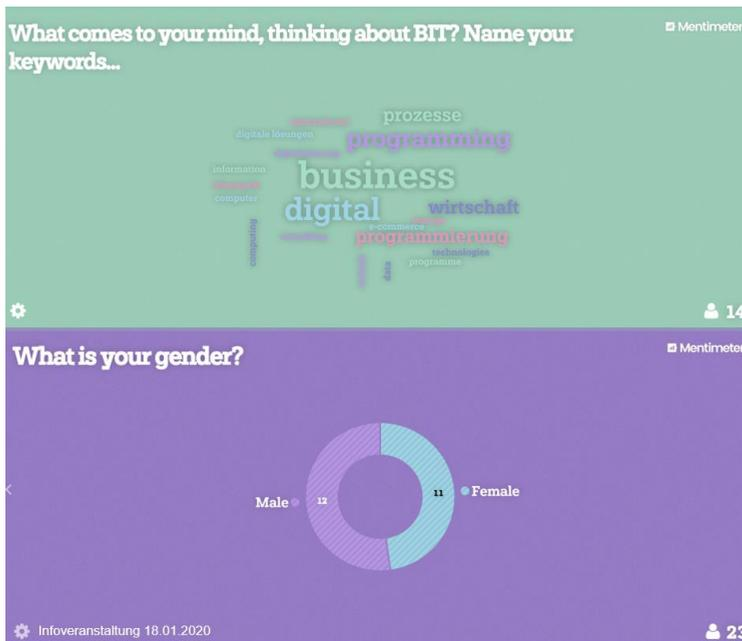 What comes to your mind, thinking about BIT? Name your
keywords...
Mentimeter
prozesse
digitale lösungen
programming
information
business
computer
digital
wirtschaft
e-commerce
computing
programmierung
technologies
data
programme
14
What is your gender?
Mentimeter
Male
12
11
Female
Infoveranstaltung 18.01.2020
23